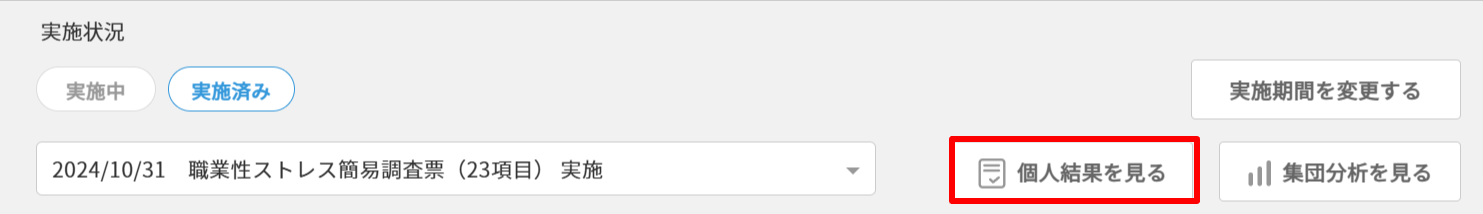 実施状況
実施中 実施済み
実施期間を変更する
2024/10/31　職業性ストレス簡易調査票（23項目） 実施
個人結果を見る
集団分析を見る